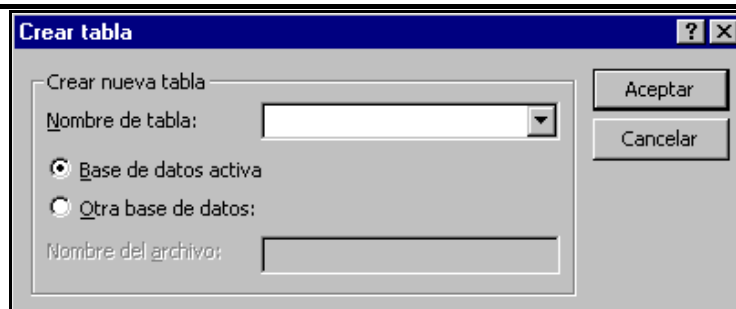 Crear tabla
Crear nueva tabla
Nombre de tabla:
Base de datos activa
Otra base de datos:
Nombre del archivo:
Aceptar
Cancelar